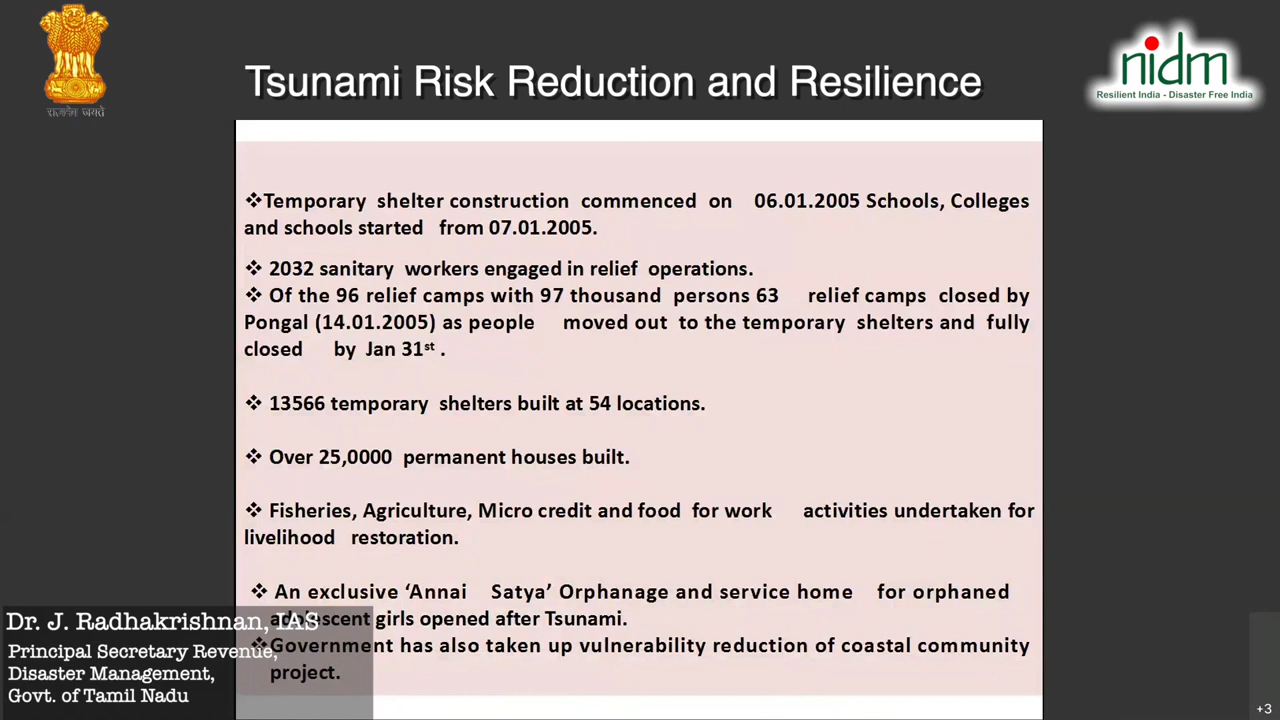 Tsunami Risk Reduction and Resilience
सत्यमेव जयते
nidm
Resilient India - Disaster Free India
❖Temporary shelter construction commenced on 06.01.2005 Schools, Colleges
and schools started from 07.01.2005.
❖ 2032 sanitary workers engaged in relief operations.
❖ Of the 96 relief camps with 97 thousand persons 63 relief camps closed by
Pongal (14.01.2005) as people moved out to the temporary shelters and fully
closed by Jan 31st .
❖ 13566 temporary shelters built at 54 locations.
❖ Over 25,0000 permanent houses built.
❖ Fisheries, Agriculture, Micro credit and food for work activities undertaken for
livelihood restoration.
❖ An exclusive ‘Annai Satya’ Orphanage and service home for orphaned
adolescent girls opened after Tsunami.
❖Government has also taken up vulnerability reduction of coastal community
project.
Dr. J. Radhakrishnan, IAS
Principal Secretary Revenue,
Disaster Management,
Govt. of Tamil Nadu
+3